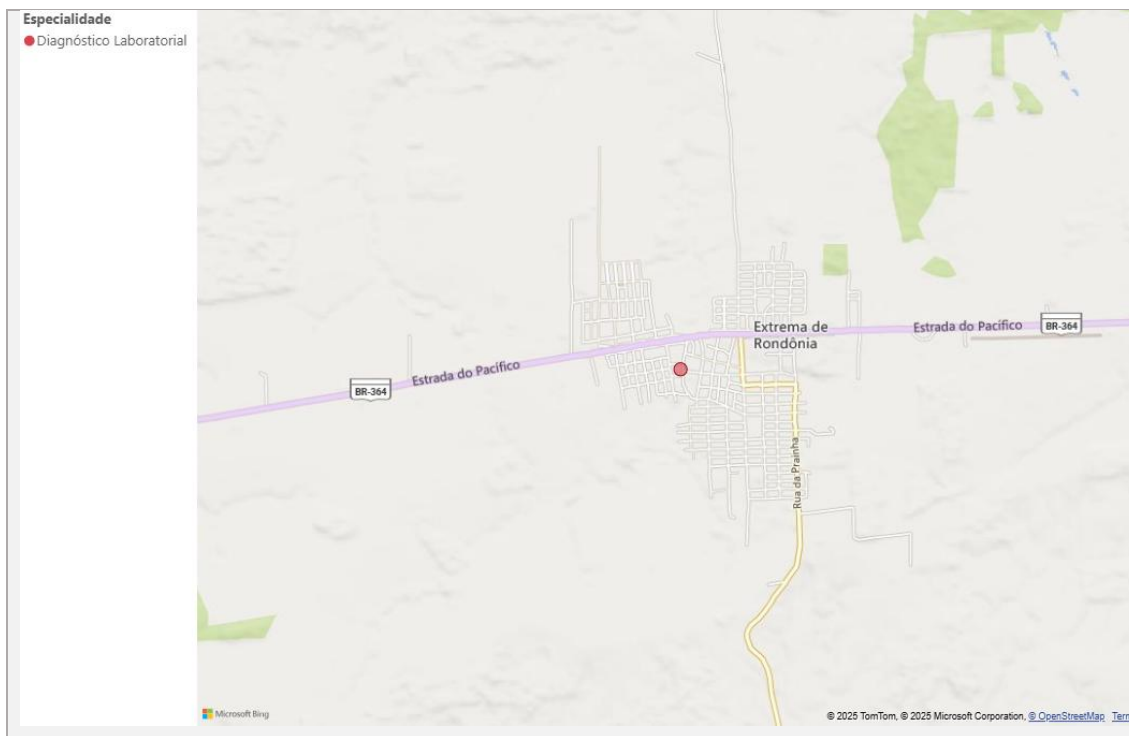 Especialidade
Diagnóstico Laboratorial
Extrema de
Rondônia
Estrada do Pacífico
BR-364
Estrada do Pacífico
BR-364
Rua da Prainha
Microsoft Bing
© 2025 TomTom, © 2025 Microsoft Corporation, © OpenStreetMap Term